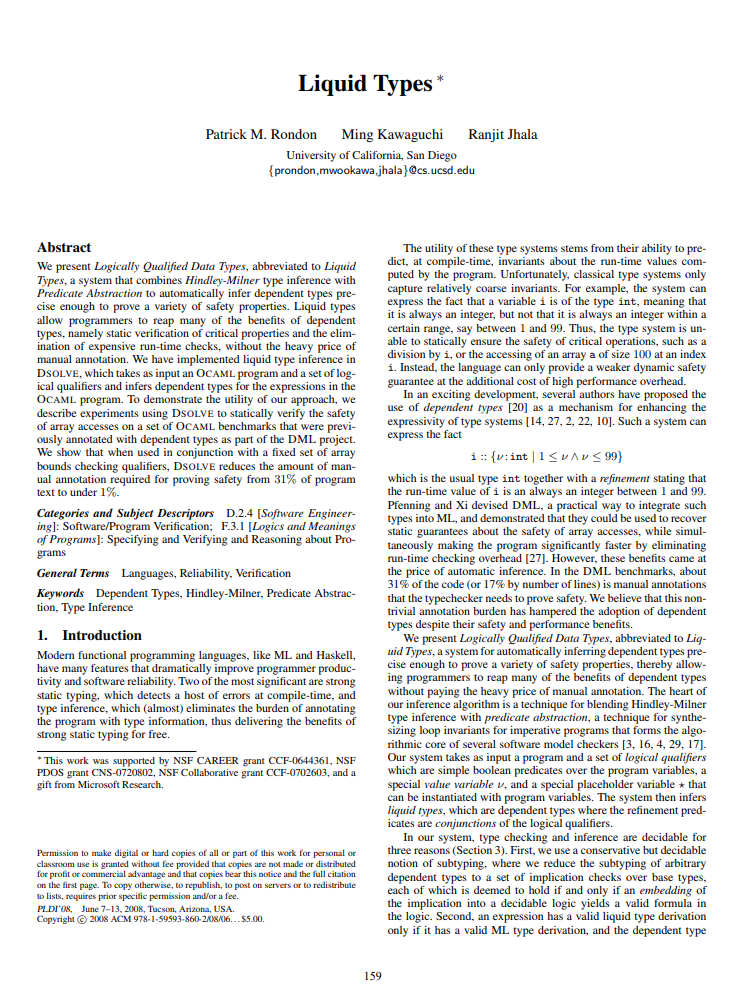 Liquid Types *
Patrick M. Rondon Ming Kawaguchi Ranjit Jhala
University of California, San Diego
{prondon,mwookawa,jhala}@cs.ucsd.edu
Abstract
We present Logically Qualified Data Types, abbreviated to Liquid
Types, a system that combines Hindley-Milner type inference with
Predicate Abstraction to automatically infer dependent types pre-
cise enough to prove a variety of safety properties. Liquid types
allow programmers to reap many of the benefits of dependent
types, namely static verification of critical properties and the elim-
ination of expensive run-time checks, without the heavy price of
manual annotation. We have implemented liquid type inference in
DSOLVE, which takes as input an OCAML program and a set of log-
ical qualifiers and infers dependent types for the expressions in the
OCAML program. To demonstrate the utility of our approach, we
describe experiments using DSOLVE to statically verify the safety
of array accesses on a set of OCAML benchmarks that were previ-
ously annotated with dependent types as part of the DML project.
We show that when used in conjunction with a fixed set of array
bounds checking qualifiers, DSOLVE reduces the amount of man-
ual annotation required for proving safety from 31% of program
text to under 1%.
Categories and Subject Descriptors D.2.4 [Software Engineer-
ing]: Software/Program Verification; F.3.1 [Logics and Meanings
of Programs]: Specifying and Verifying and Reasoning about Pro-
grams
General Terms Languages, Reliability, Verification
Keywords Dependent Types, Hindley-Milner, Predicate Abstrac-
tion, Type Inference
1. Introduction
Modern functional programming languages, like ML and Haskell,
have many features that dramatically improve programmer produc-
tivity and software reliability. Two of the most significant are strong
static typing, which detects a host of errors at compile-time, and
type inference, which (almost) eliminates the burden of annotating
the program with type information, thus delivering the benefits of
strong static typing for free.
* This work was supported by NSF CAREER grant CCF-0644361, NSF
PDOS grant CNS-0720802, NSF Collaborative grant CCF-0702603, and a
gift from Microsoft Research.
Permission to make digital or hard copies of all or part of this work for personal or
classroom use is granted without fee provided that copies are not made or distributed
for profit or commercial advantage and that copies bear this notice and the full citation
on the first page. To copy otherwise, to republish, to post on servers or to redistribute
to lists, requires prior specific permission and/or a fee.
PLDI'08, June 7–13, 2008, Tucson, Arizona, USA.
Copyright © 2008 ACM 978-1-59593-860-2/08/06...$5.00.
The utility of these type systems stems from their ability to pre-
dict, at compile-time, invariants about the run-time values com-
puted by the program. Unfortunately, classical type systems only
capture relatively coarse invariants. For example, the system can
express the fact that a variable i is of the type int, meaning that
it is always an integer, but not that it is always an integer within a
certain range, say between 1 and 99. Thus, the type system is un-
able to statically ensure the safety of critical operations, such as a
division by i, or the accessing of an array a of size 100 at an index
i. Instead, the language can only provide a weaker dynamic safety
guarantee at the additional cost of high performance overhead.
In an exciting development, several authors have proposed the
use of dependent types [20] as a mechanism for enhancing the
expressivity of type systems [14, 27, 2, 22, 10]. Such a system can
express the fact
i :: {ν:int | 1 ≤ ν ∧ ν ≤ 99}
which is the usual type int together with a refinement stating that
the run-time value of i is an always an integer between 1 and 99.
Pfenning and Xi devised DML, a practical way to integrate such
types into ML, and demonstrated that they could be used to recover
static guarantees about the safety of array accesses, while simul-
taneously making the program significantly faster by eliminating
run-time checking overhead [27]. However, these benefits came at
the price of automatic inference. In the DML benchmarks, about
31% of the code (or 17% by number of lines) is manual annotations
that the typechecker needs to prove safety. We believe that this non-
trivial annotation burden has hampered the adoption of dependent
types despite their safety and performance benefits.
We present Logically Qualified Data Types, abbreviated to Liq-
uid Types, a system for automatically inferring dependent types pre-
cise enough to prove a variety of safety properties, thereby allow-
ing programmers to reap many of the benefits of dependent types
without paying the heavy price of manual annotation. The heart of
our inference algorithm is a technique for blending Hindley-Milner
type inference with predicate abstraction, a technique for synthe-
sizing loop invariants for imperative programs that forms the algo-
rithmic core of several software model checkers [3, 16, 4, 29, 17].
Our system takes as input a program and a set of logical qualifiers
which are simple boolean predicates over the program variables, a
special value variable ν, and a special placeholder variable ⋆ that
can be instantiated with program variables. The system then infers
liquid types, which are dependent types where the refinement pred-
icates are conjunctions of the logical qualifiers.
In our system, type checking and inference are decidable for
three reasons (Section 3). First, we use a conservative but decidable
notion of subtyping, where we reduce the subtyping of arbitrary
dependent types to a set of implication checks over base types,
each of which is deemed to hold if and only if an embedding of
the implication into a decidable logic yields a valid formula in
the logic. Second, an expression has a valid liquid type derivation
only if it has a valid ML type derivation, and the dependent type
159